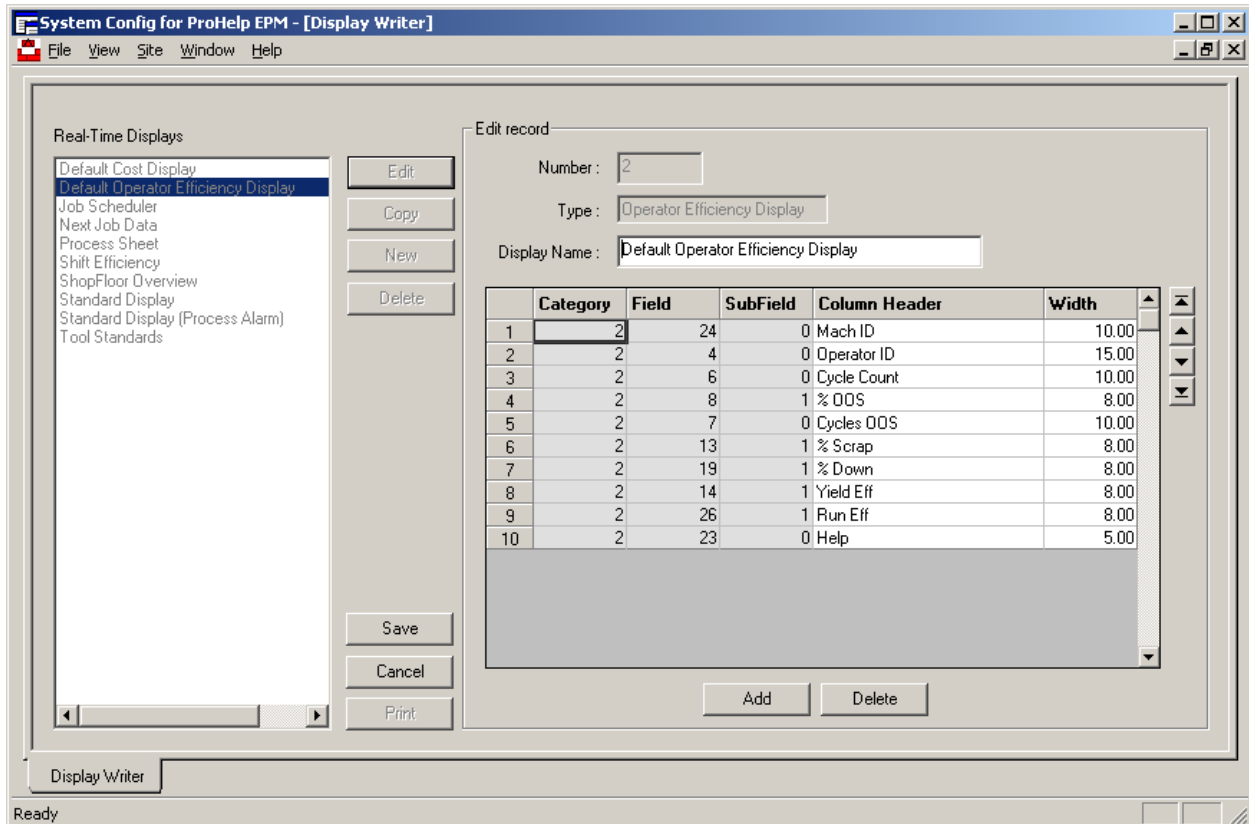 System Config for ProHelp EPM - [Display Writer]
File View Site Window Help
Real-Time Displays
Default Cost Display
Default Operator Efficiency Display
Job Scheduler
Next Job Data
Process Sheet
Shift Efficiency
ShopFloor Overview
Standard Display
Standard Display (Process Alarm)
Tool Standards
Edit
Copy
New
Delete
Save
Cancel
Print
Edit record
Number : 2
Type : Operator Efficiency Display
Display Name : Default Operator Efficiency Display
Category Field SubField Column Header Width
1 2 24 0 Mach ID 10.00
2 2 4 0 Operator ID 15.00
3 2 6 0 Cycle Count 10.00
4 2 8 1 % OOS 8.00
5 2 7 0 Cycles OOS 10.00
6 2 13 1 % Scrap 8.00
7 2 19 1 % Down 8.00
8 2 14 1 Yield Eff 8.00
9 2 26 1 Run Eff 8.00
10 2 23 0 Help 5.00
Add Delete
Display Writer
Ready